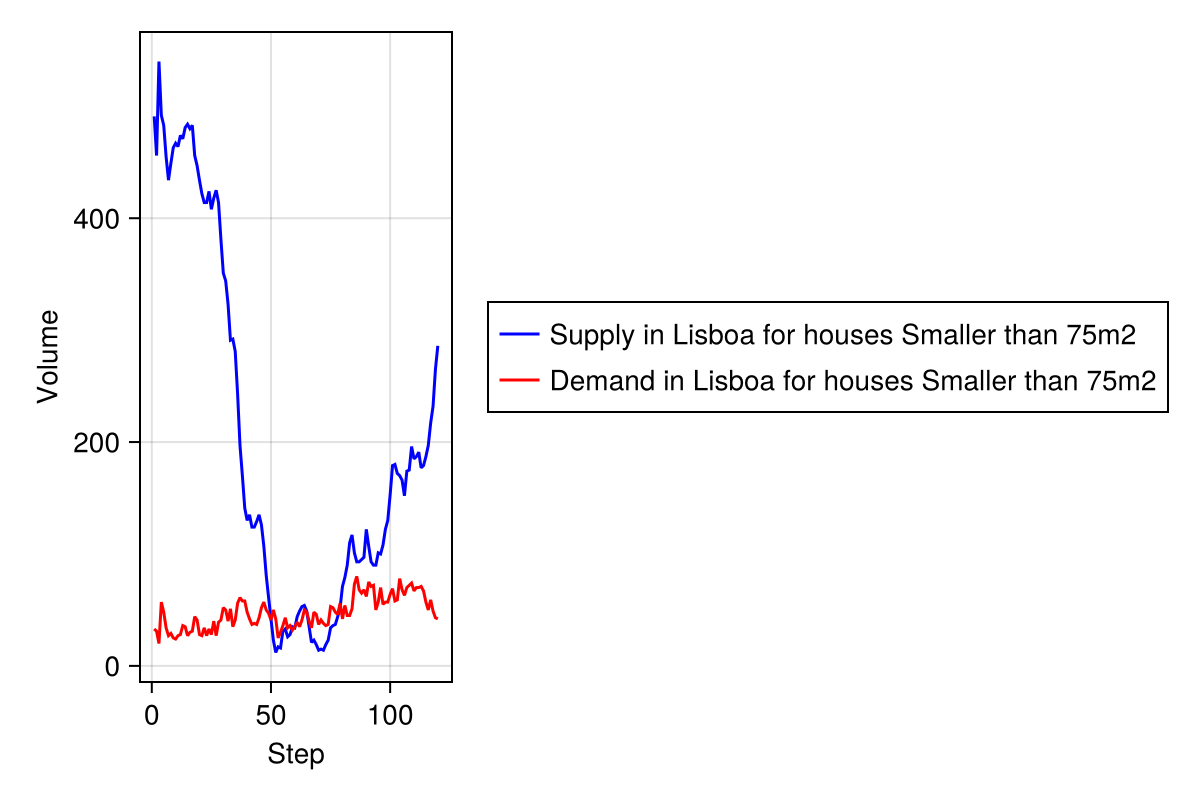 Volume
400
200
0
0 50 100
Step
Supply in Lisboa for houses Smaller than 75m2
Demand in Lisboa for houses Smaller than 75m2